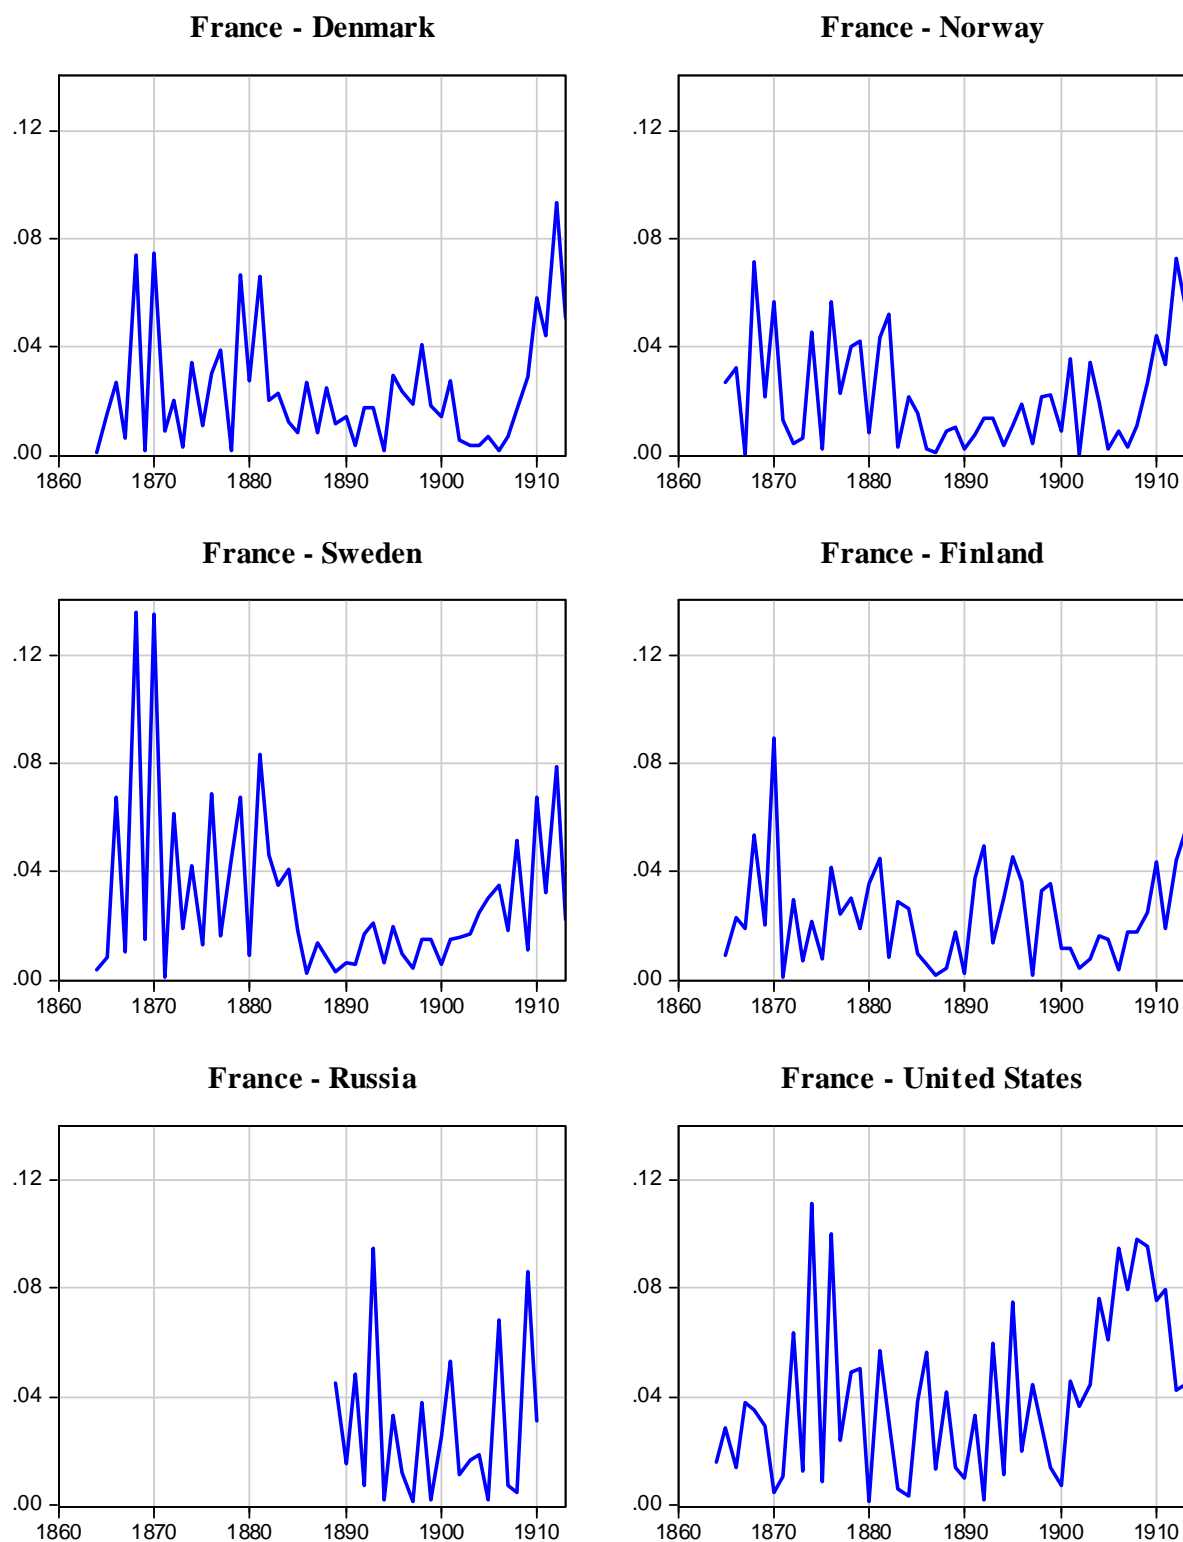 France - Denmark
.12
.08
.04
.00
1860 1870 1880 1890 1900 1910
France - Norway
.12
.08
.04
.00
1860 1870 1880 1890 1900 1910
France - Sweden
.12
.08
.04
.00
1860 1870 1880 1890 1900 1910
France - Finland
.12
.08
.04
.00
1860 1870 1880 1890 1900 1910
France - Russia
.12
.08
.04
.00
1860 1870 1880 1890 1900 1910
France - United States
.12
.08
.04
.00
1860 1870 1880 1890 1900 1910